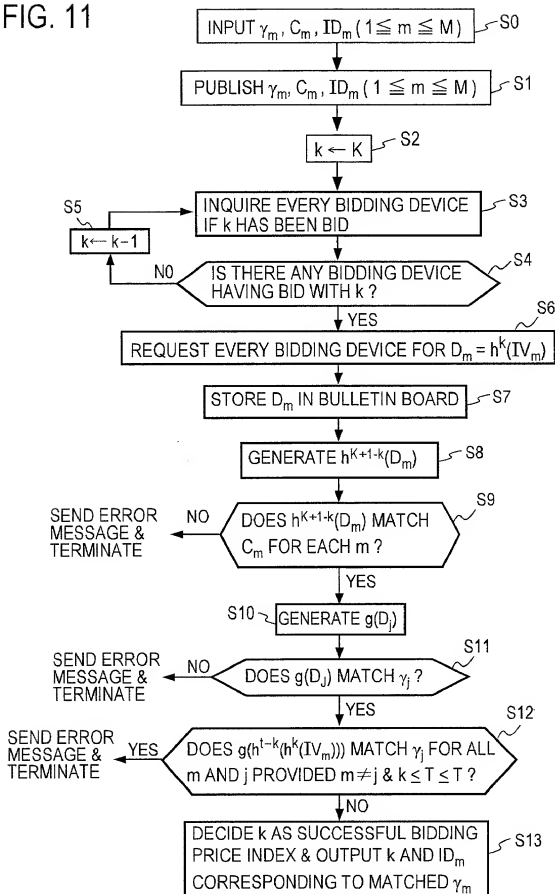 FIG. 11
INPUT γm, Cm, IDm (1 ≦ m ≦ M)
S0
PUBLISH γm, Cm, IDm (1 ≦ m ≦ M)
S1
k ← K
S2
INQUIRE EVERY BIDDING DEVICE
IF k HAS BEEN BID
S3
S5
k ← k-1
NO
IS THERE ANY BIDDING DEVICE
HAVING BID WITH k ?
S4
YES
S6
REQUEST EVERY BIDDING DEVICE FOR Dm = h^k(IVm)
STORE Dm IN BULLETIN BOARD
S7
GENERATE h^K+1-k(Dm)
S8
S9
SEND ERROR
MESSAGE &
TERMINATE
NO
DOES h^K+1-k(Dm) MATCH
Cm FOR EACH m ?
YES
S10
GENERATE g(Dj)
S11
SEND ERROR
MESSAGE &
TERMINATE
NO
DOES g(DJ) MATCH γj ?
YES
S12
SEND ERROR
MESSAGE &
TERMINATE
YES
DOES g(h^t-k(h^k(IVm))) MATCH γj FOR ALL
m AND j PROVIDED m≠j & k ≤ T ≤ T ?
NO
DECIDE k AS SUCCESSFUL BIDDING
PRICE INDEX & OUTPUT k AND IDm
CORRESPONDING TO MATCHED γm
S13